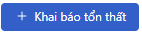 + Khai báo tổn thất